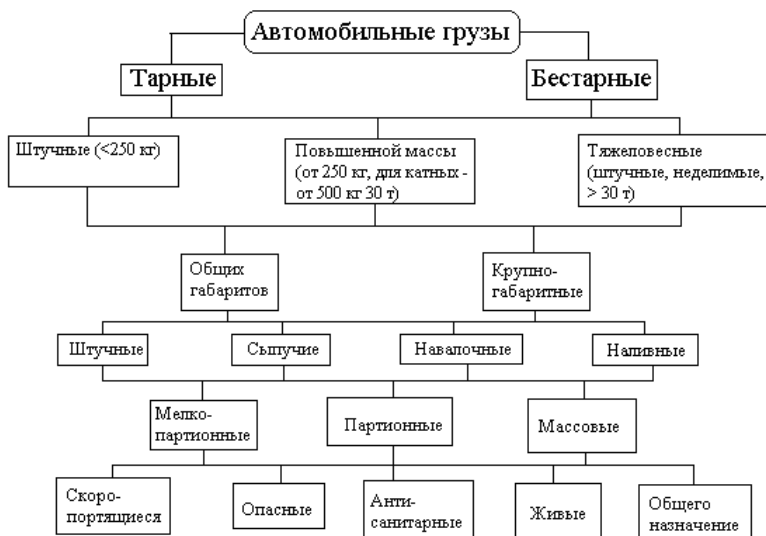 Автомобильные грузы
Тарные
Бестарные
Штучные (<250 кг)
Повышенной массы
(от 250 кг, для катных -
от 500 кг 30 т)
Тяжеловесные
(штучные, неделимые,
> 30 т)
Общих
габаритов
Крупно-
габаритные
Штучные
Сыпучие
Навалочные
Наливные
Мелко-
партионные
Партионные
Массовые
Скоро-
портящиеся
Опасные
Анти-
санитарные
Живые
Общего
назначение